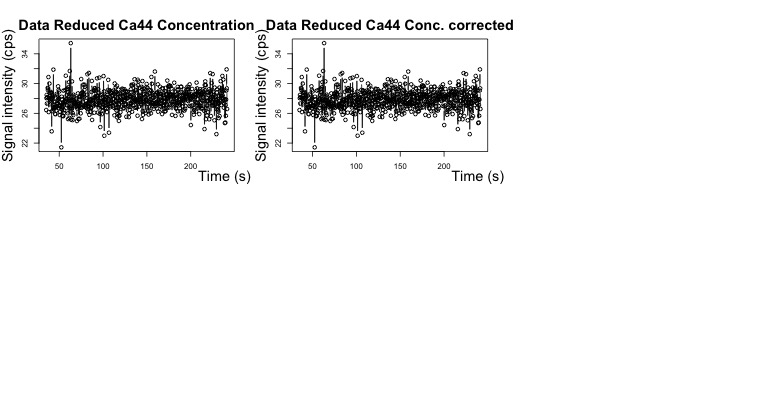 Data Reduced Ca44 Concentration
Signal intensity (cps)
34
30
26
22
50
100
150
200
Time (s)
Data Reduced Ca44 Conc. corrected
Signal intensity (cps)
34
30
26
22
50
100
150
200
Time (s)